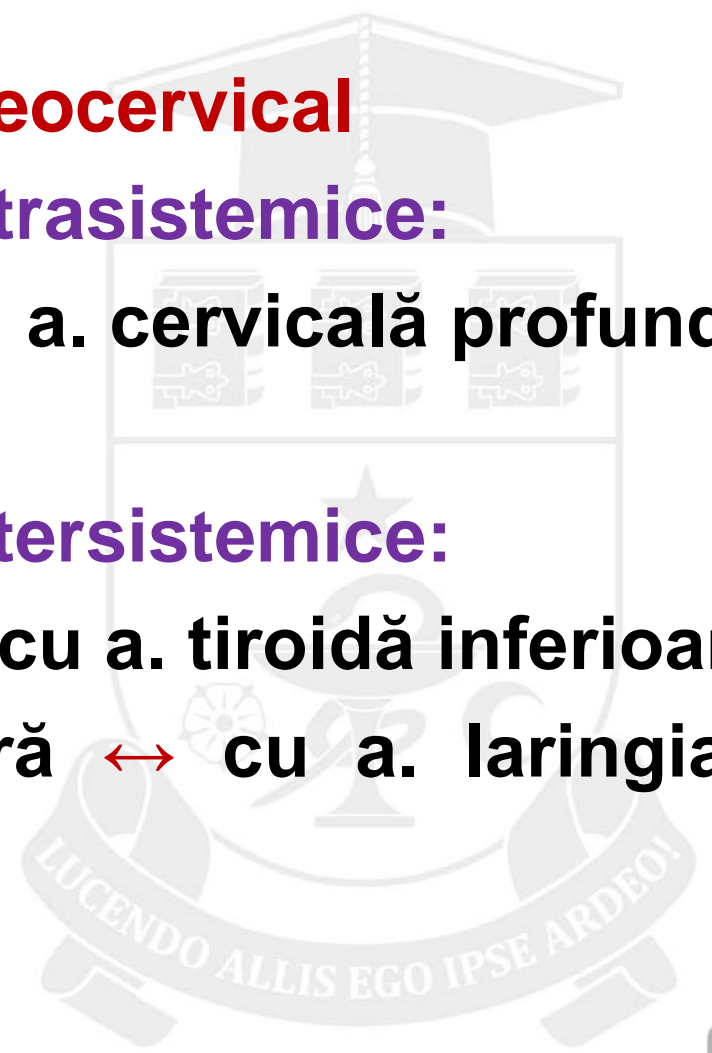 eocervical
trasistemice:
a. cervicală profund
tersistemice:
cu a. tiroidă inferioar
ră ↔ cu a. laringia
LUCENDO ALLIS EGO IPSE ARDEO!